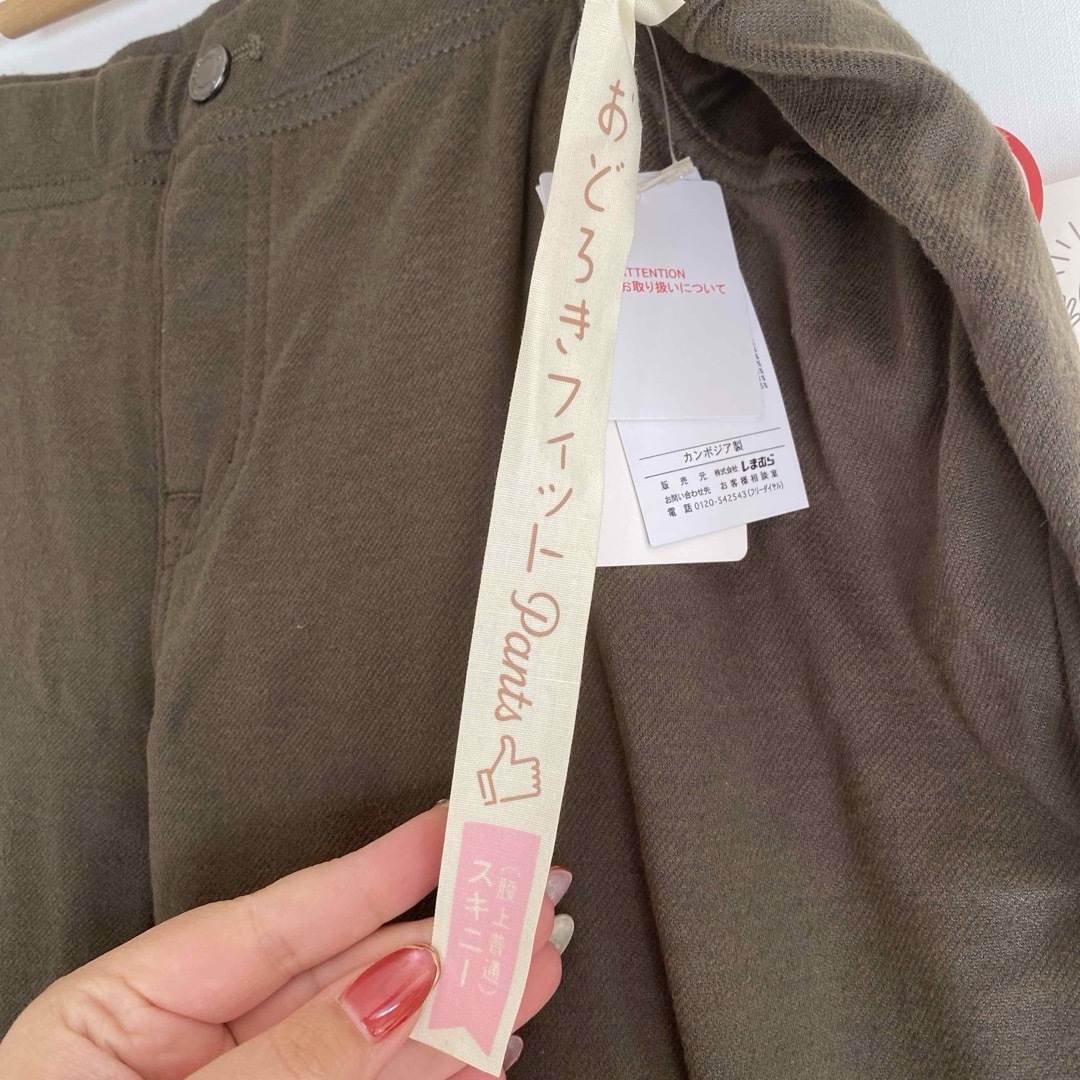 おどろきフィットPants
(股上普通)
スキニー
ATTENTION
お取り扱いについて
カンボジア製
販売元 株式会社 しまむら
お問い合わせ先 お客様相談室
電話 0120-542543(フリーダイヤル)